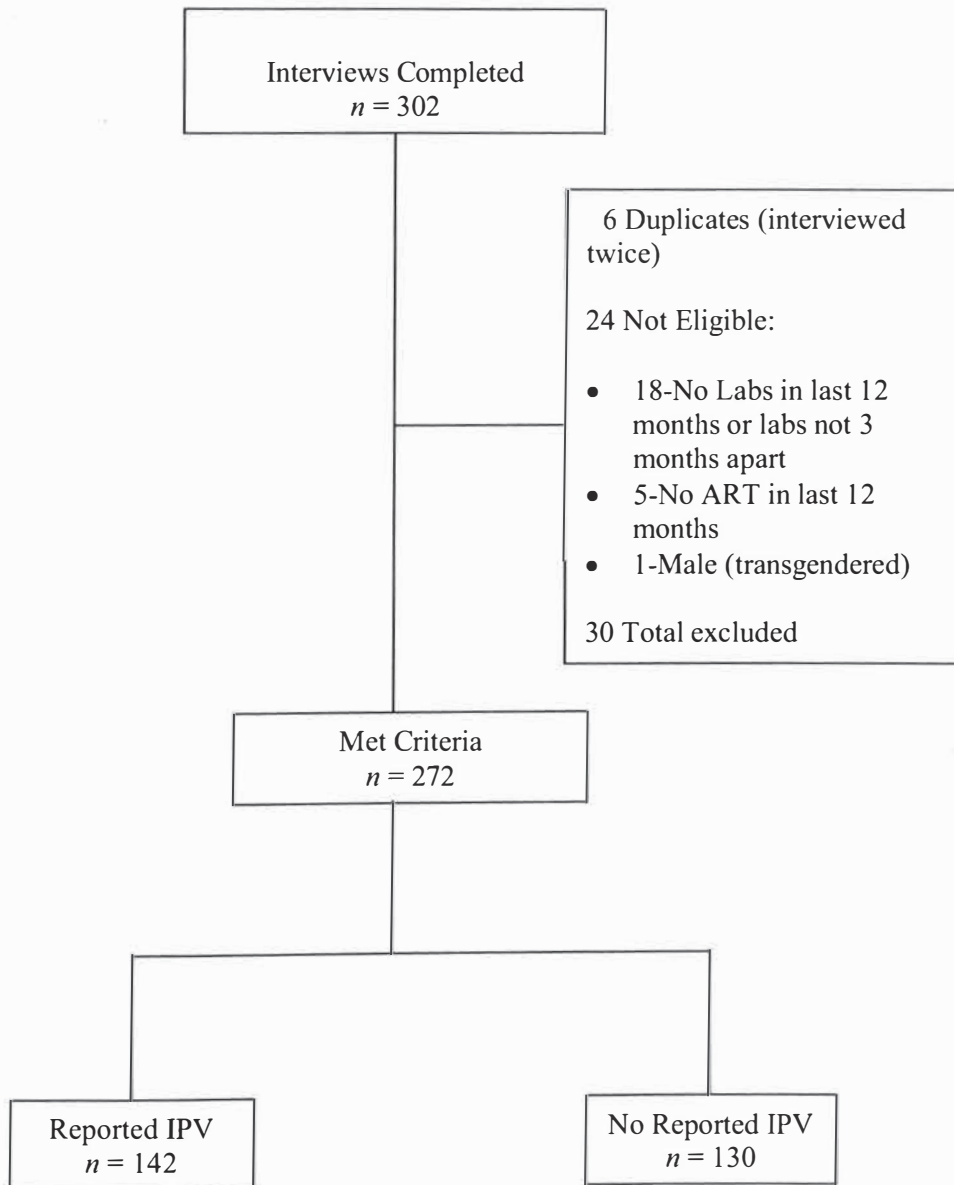 Interviews Completed
n = 302
6 Duplicates (interviewed
twice)
24 Not Eligible:
• 18-No Labs in last 12
months or labs not 3
months apart
• 5-No ART in last 12
months
• 1-Male (transgendered)
30 Total excluded
Met Criteria
n = 272
Reported IPV
n = 142
No Reported IPV
n = 130